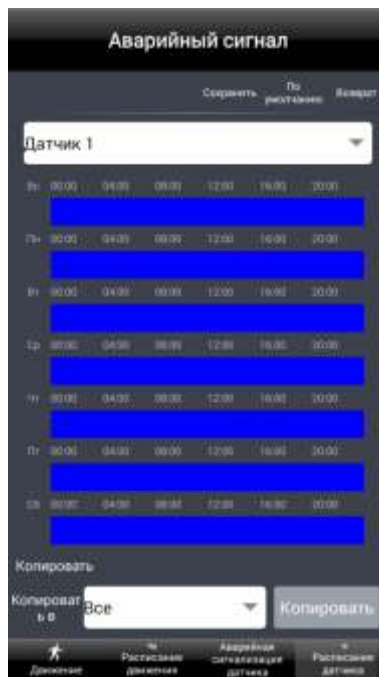 Аварийный сигнал
Сохранить По умолчанию Возврат
Датчик 1
Вс 00:00 04:00 08:00 12:00 16:00 20:00
Пн 00:00 04:00 08:00 12:00 16:00 20:00
Вт 00:00 04:00 08:00 12:00 16:00 20:00
Ср 00:00 04:00 08:00 12:00 16:00 20:00
Чт 00:00 04:00 08:00 12:00 16:00 20:00
Пт 00:00 04:00 08:00 12:00 16:00 20:00
Сб 00:00 04:00 08:00 12:00 16:00 20:00
Копировать
Копироват
ь в
Все
Копировать
Движение
Расписание
движения
Аварийная
сигнализация
датчика
Расписание
датчика